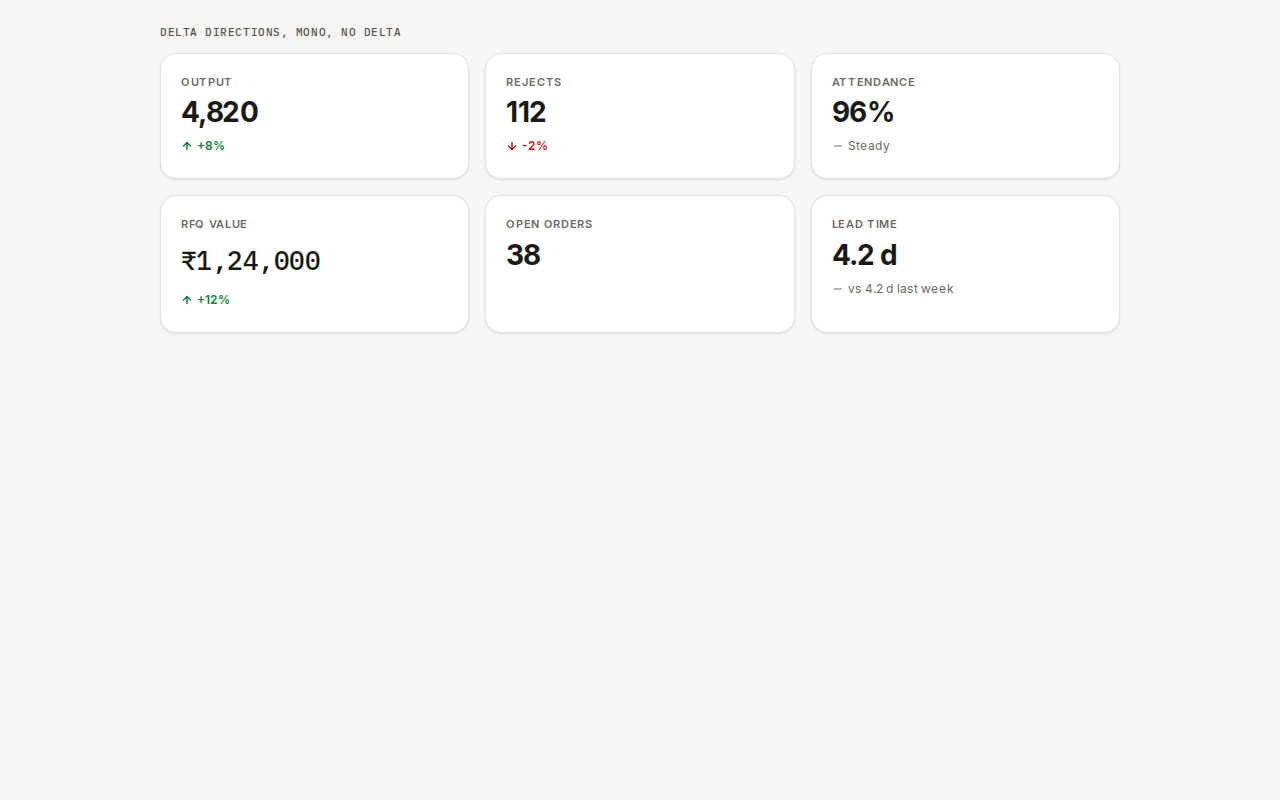 DELTA DIRECTIONS, MONO, NO DELTA
OUTPUT
4,820
↑ +8%
REJECTS
112
↓ -2%
ATTENDANCE
96%
— Steady
RFQ VALUE
₹1,24,000
↑ +12%
OPEN ORDERS
38
LEAD TIME
4.2 d
— vs 4.2 d last week